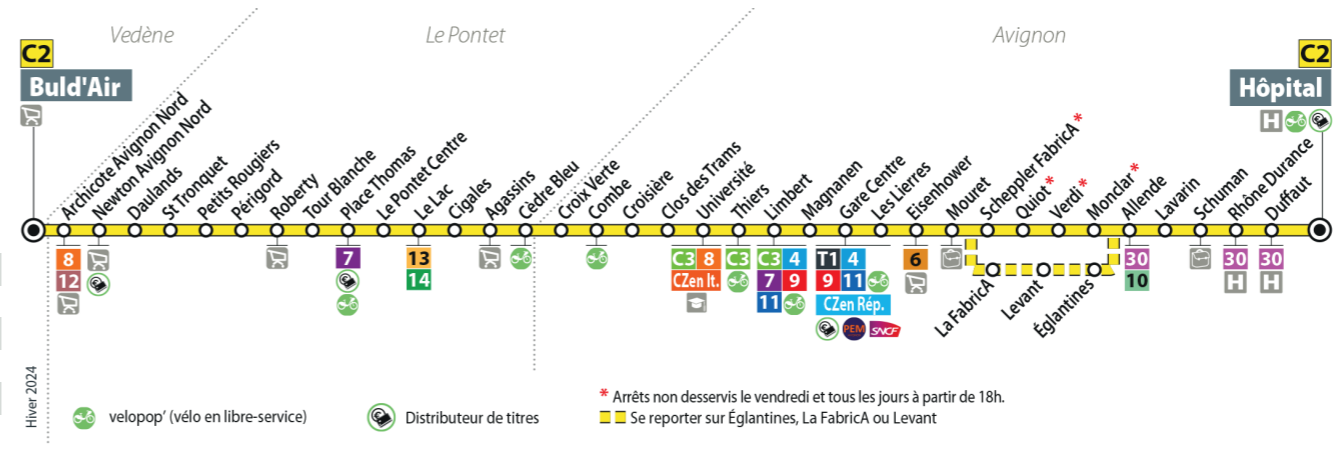 Vedène
Le Pontet
Avignon
C2
Buld'Air
C2
Hôpital
H
Archicote Avignon Nord
Newton Avignon Nord
Daulands
St Tronquet
Petits Rougiers
Périgord
Roberty
Tour Blanche
Place Thomas
Le Pontet Centre
Le Lac
Cigales
Agassins
Cèdre Bleu
Croix Verte
Combe
Croisière
Clos des Trams
Université
Thiers
Limbert
Magnanen
Gare Centre
Les Lierres
Eisenhower
Mouret
Scheppler FabricA*
Quiot*
Verdi*
Monclar*
Allende
Lavarin
Schuman
Rhône Durance
Duffaut
8
12
7
13
14
C3 8
CZen It.
C3
C3 4
7 9
11
T1 4
9 11
CZen Rép.
PEM SNCF
6
La FabricA
Levant
Églantines
30
10
30
H
30
H
Hiver 2024
velopop' (vélo en libre-service)
Distributeur de titres
* Arrêts non desservis le vendredi et tous les jours à partir de 18h.
Se reporter sur Églantines, La FabricA ou Levant